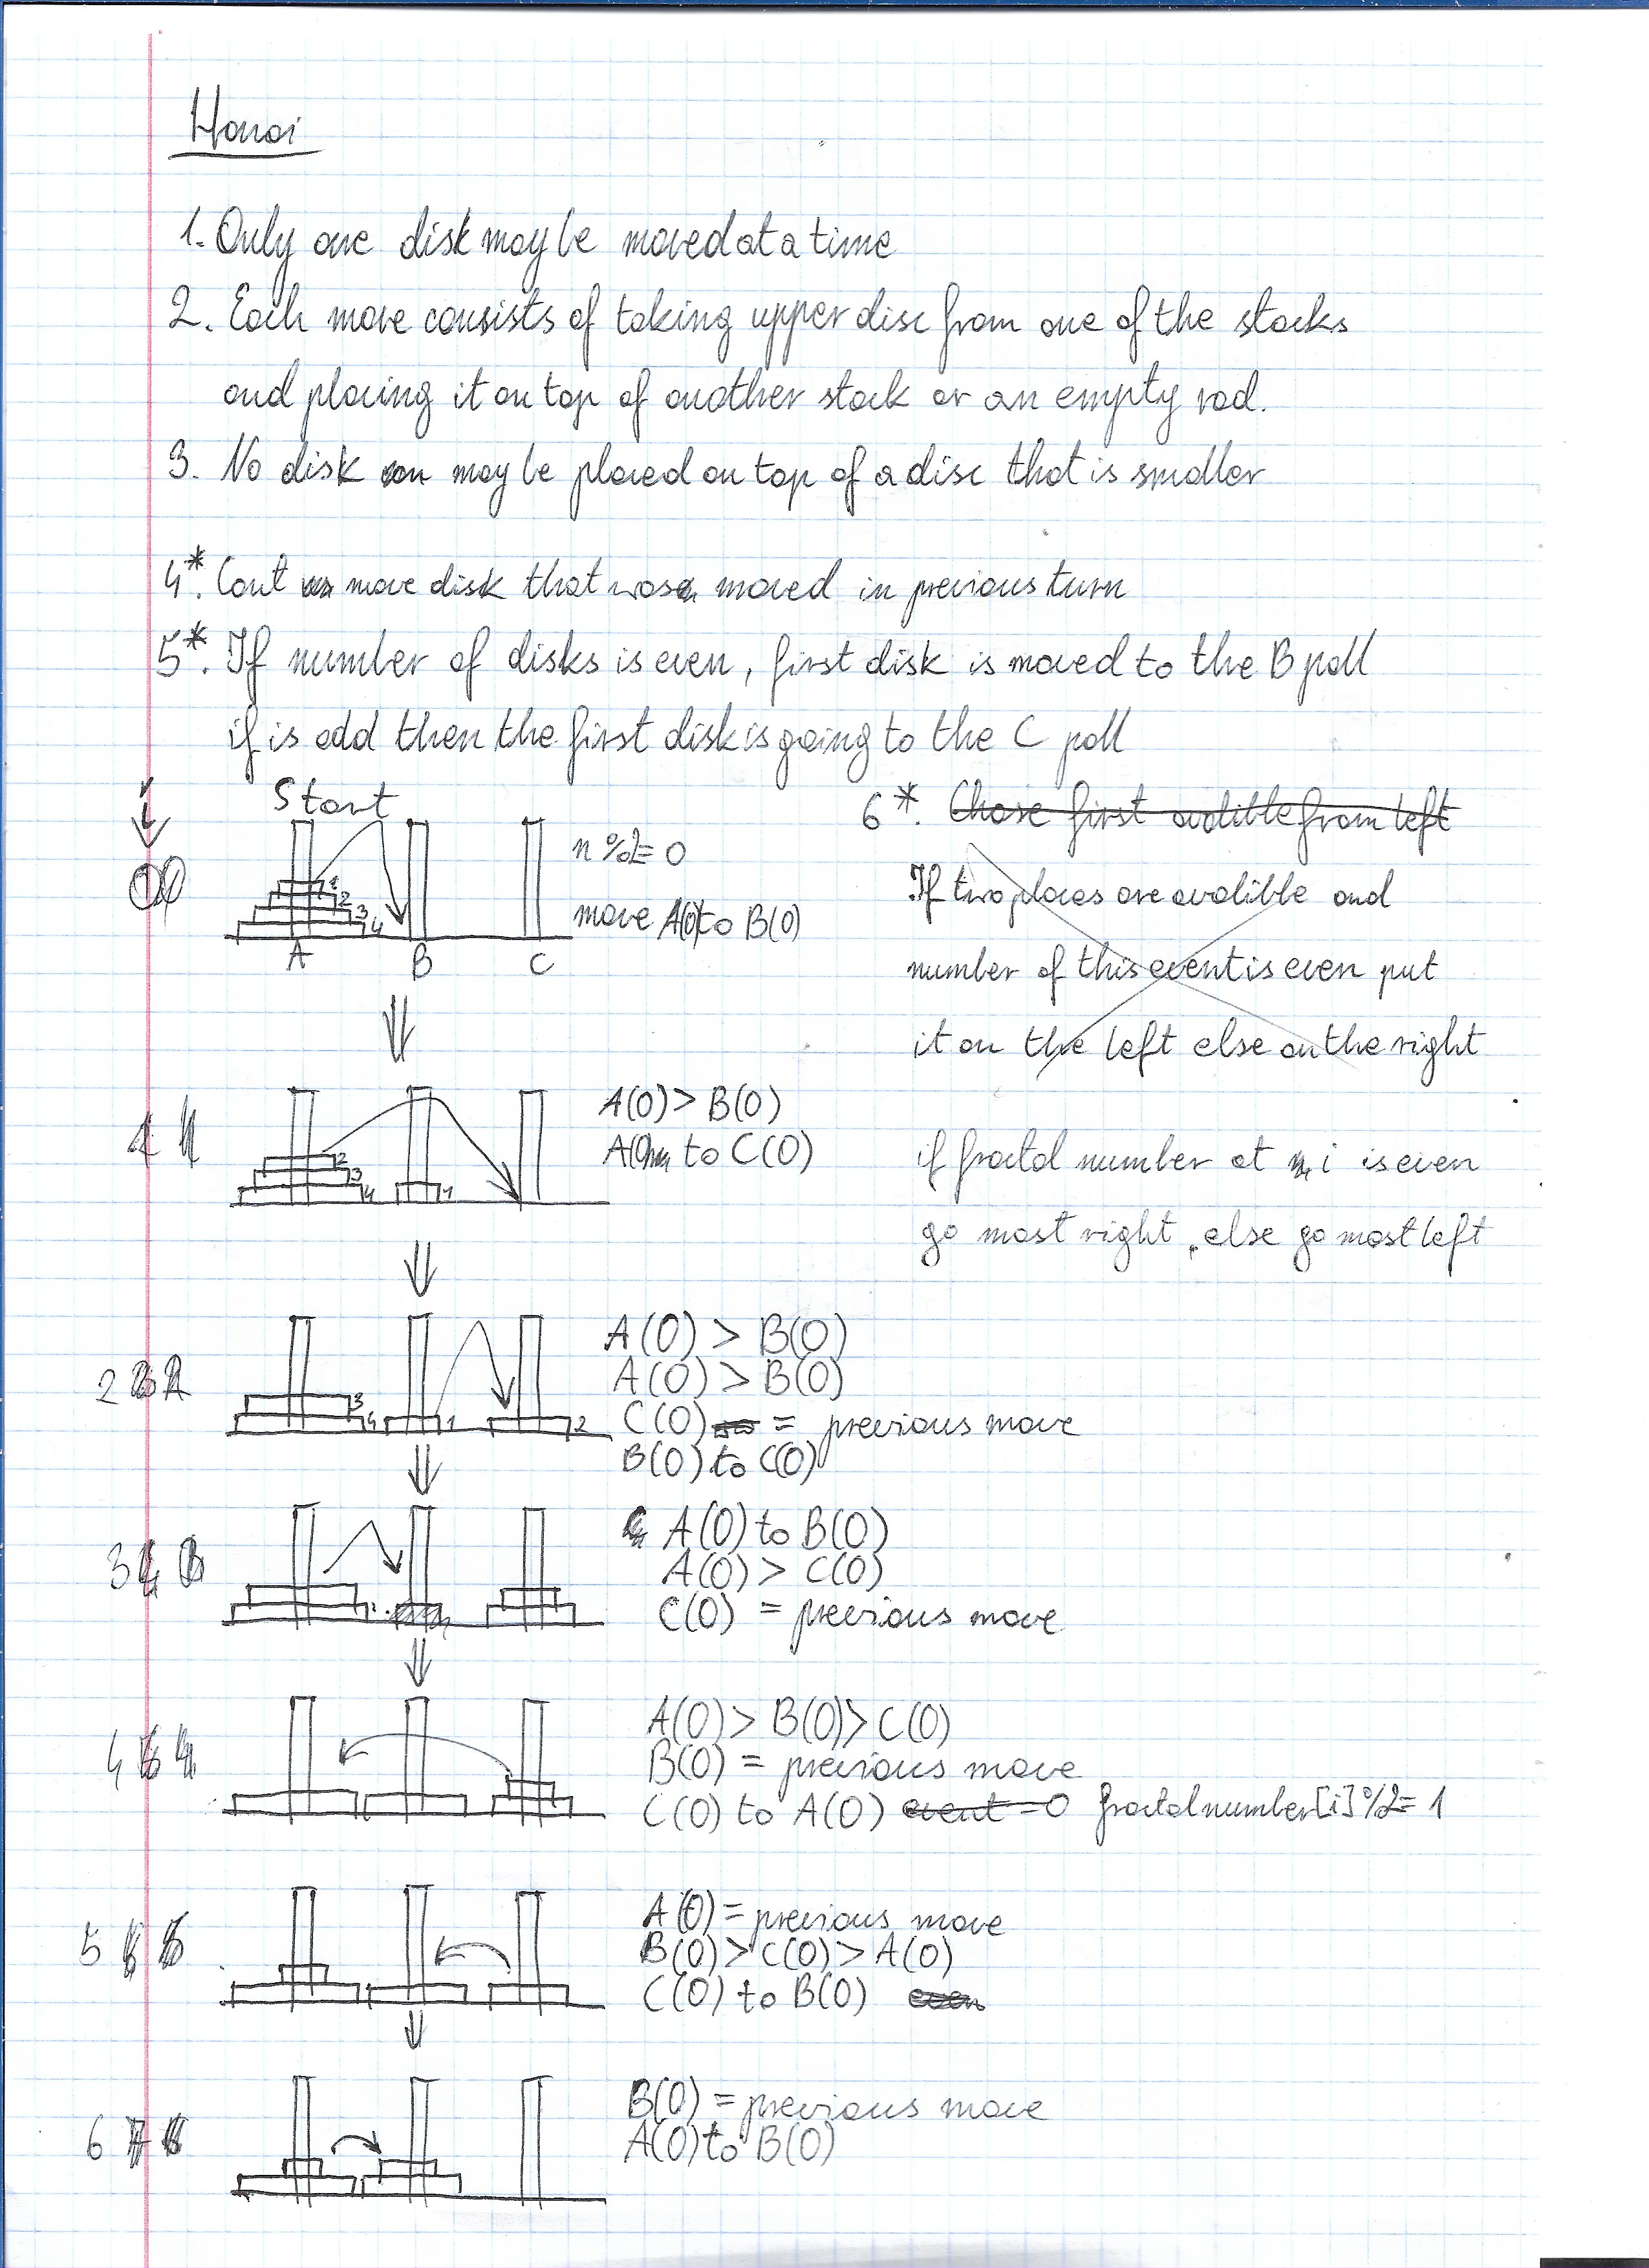 Hanoi
1. Only one disk may be moved at a time
2. Each move consists of taking upper disc from one of the stacks
and placing it on top of another stack or an empty rod.
3. No disk may be placed on top of a disc that is smaller
4*. Cant move disk that was moved in previous turn
5*. If number of disks is even, first disk is moved to the B poll
if is odd then the first disk is going to the C poll
Start
6*. Chose first avalible from left
1
2
3
4
A B C
n%2=0
move A(0) to B(0)
If two places are avalible and
number of this event is even put
it on the left else on the right
1
2
3
4
1
A(0) > B(0)
A(0) to C(0)
if fractal number at i is even
go most right, else go most left
2
3
4
1
2
A(0) > B(0)
A(0) > B(0)
C(0) = previous move
B(0) to C(0)
3
A(0) to B(0)
A(0) > C(0)
C(0) = previous move
4
A(0) > B(0) > C(0)
B(0) = previous move
C(0) to A(0) event = 0 fractal number[i]%2=1
5
A(0) = previous move
B(0) > C(0) > A(0)
C(0) to B(0) even
6
B(0) = previous move
A(0) to B(0)